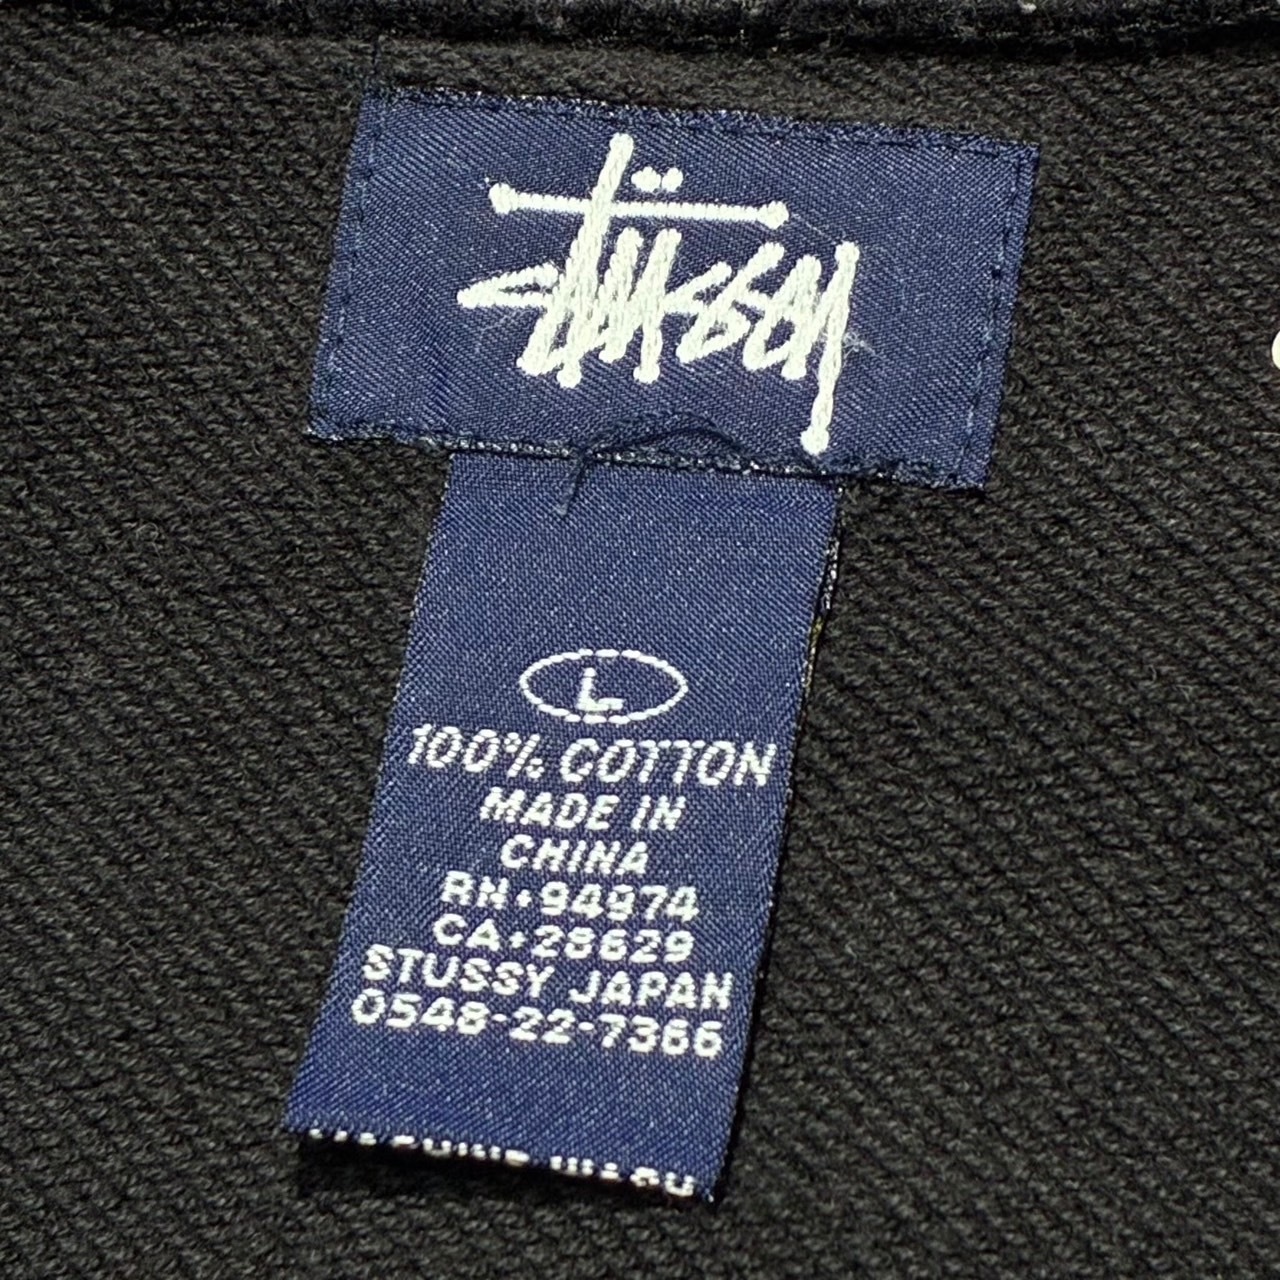 Stüssy
L
100% COTTON
MADE IN
CHINA
RN•94974
CA•28629
STUSSY JAPAN
0548-22-7366